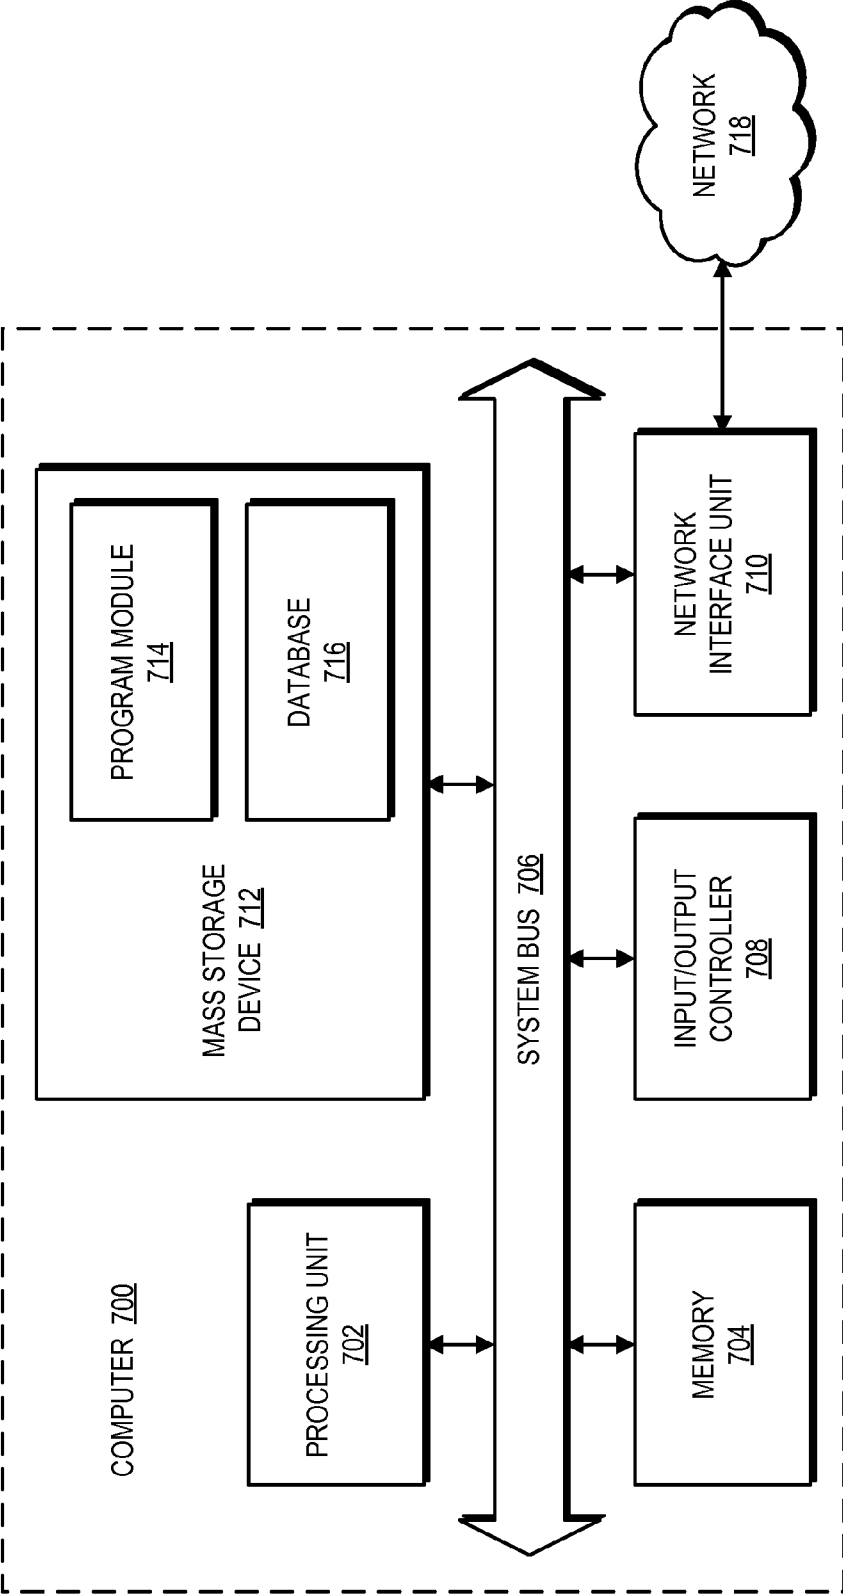 COMPUTER 700
PROCESSING UNIT
702
MASS STORAGE
DEVICE 712
PROGRAM MODULE
714
DATABASE
716
SYSTEM BUS 706
MEMORY
704
INPUT/OUTPUT
CONTROLLER
708
NETWORK
INTERFACE UNIT
710
NETWORK
718